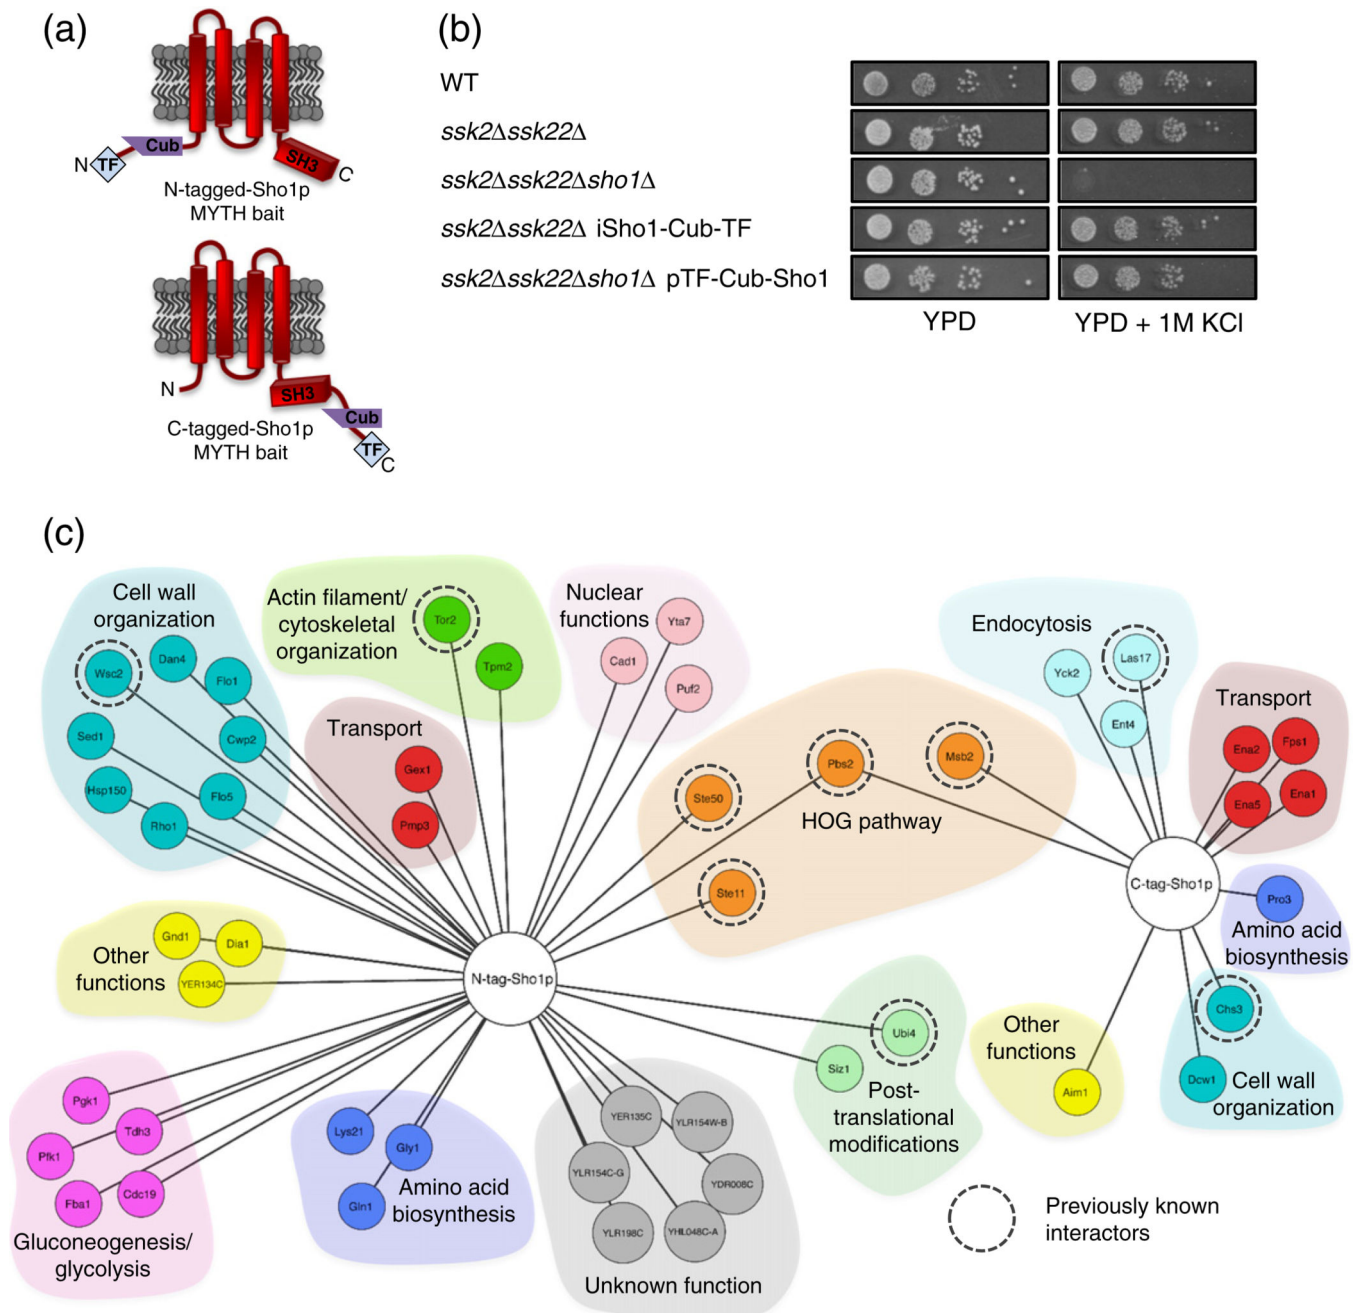 (a)
Cub
N
TF
SH3
C
N-tagged-Sho1p
MYTH bait
N
SH3
Cub
TF
C
C-tagged-Sho1p
MYTH bait
(b)
WT
ssk2Δssk22Δ
ssk2Δssk22Δsho1Δ
ssk2Δssk22Δ iSho1-Cub-TF
ssk2Δssk22Δsho1Δ pTF-Cub-Sho1
YPD
YPD + 1M KCl
(c)
Cell wall
organization
Wsc2
Dan4
Flo1
Sed1
Cwp2
Hsp150
Flo5
Rho1
Actin filament/
cytoskeletal
organization
Tor2
Tpm2
Transport
Gex1
Pmp3
Nuclear
functions
Yta7
Cad1
Puf2
Ste50
Pbs2
Msb2
HOG pathway
Ste11
Endocytosis
Yck2
Las17
Ent4
Transport
Ena2
Fps1
Ena5
Ena1
C-tag-Sho1p
Pro3
Amino acid
biosynthesis
Chs3
Dcw1
Cell wall
organization
Other
functions
Aim1
N-tag-Sho1p
Gnd1
Dia1
Other
functions
YER134C
Pgk1
Tdh3
Pfk1
Fba1
Cdc19
Gluconeogenesis/
glycolysis
Lys21
Gly1
Gln1
Amino acid
biosynthesis
YER135C
YLR154W-B
YLR154C-G
YDR008C
YLR198C
YHL048C-A
Unknown function
Ubi4
Siz1
Post-
translational
modifications
Previously known
interactors